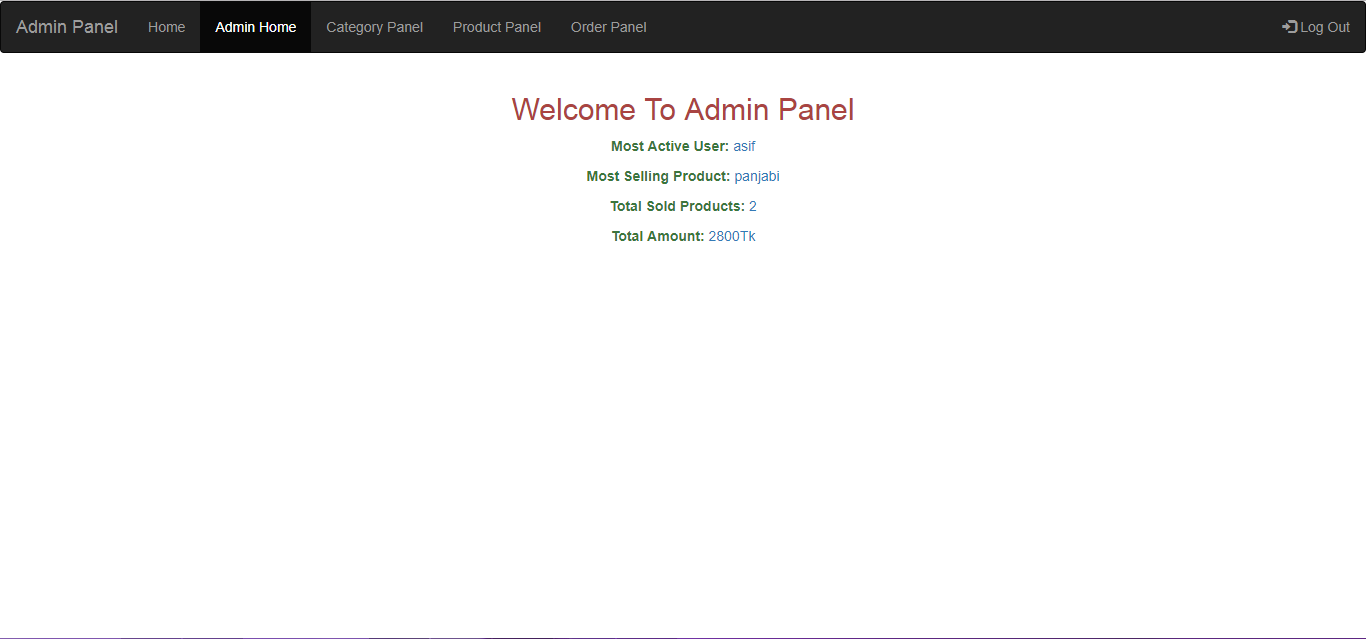 Admin Panel Home Admin Home Category Panel Product Panel Order Panel Log Out
Welcome To Admin Panel
Most Active User: asif
Most Selling Product: panjabi
Total Sold Products: 2
Total Amount: 2800Tk